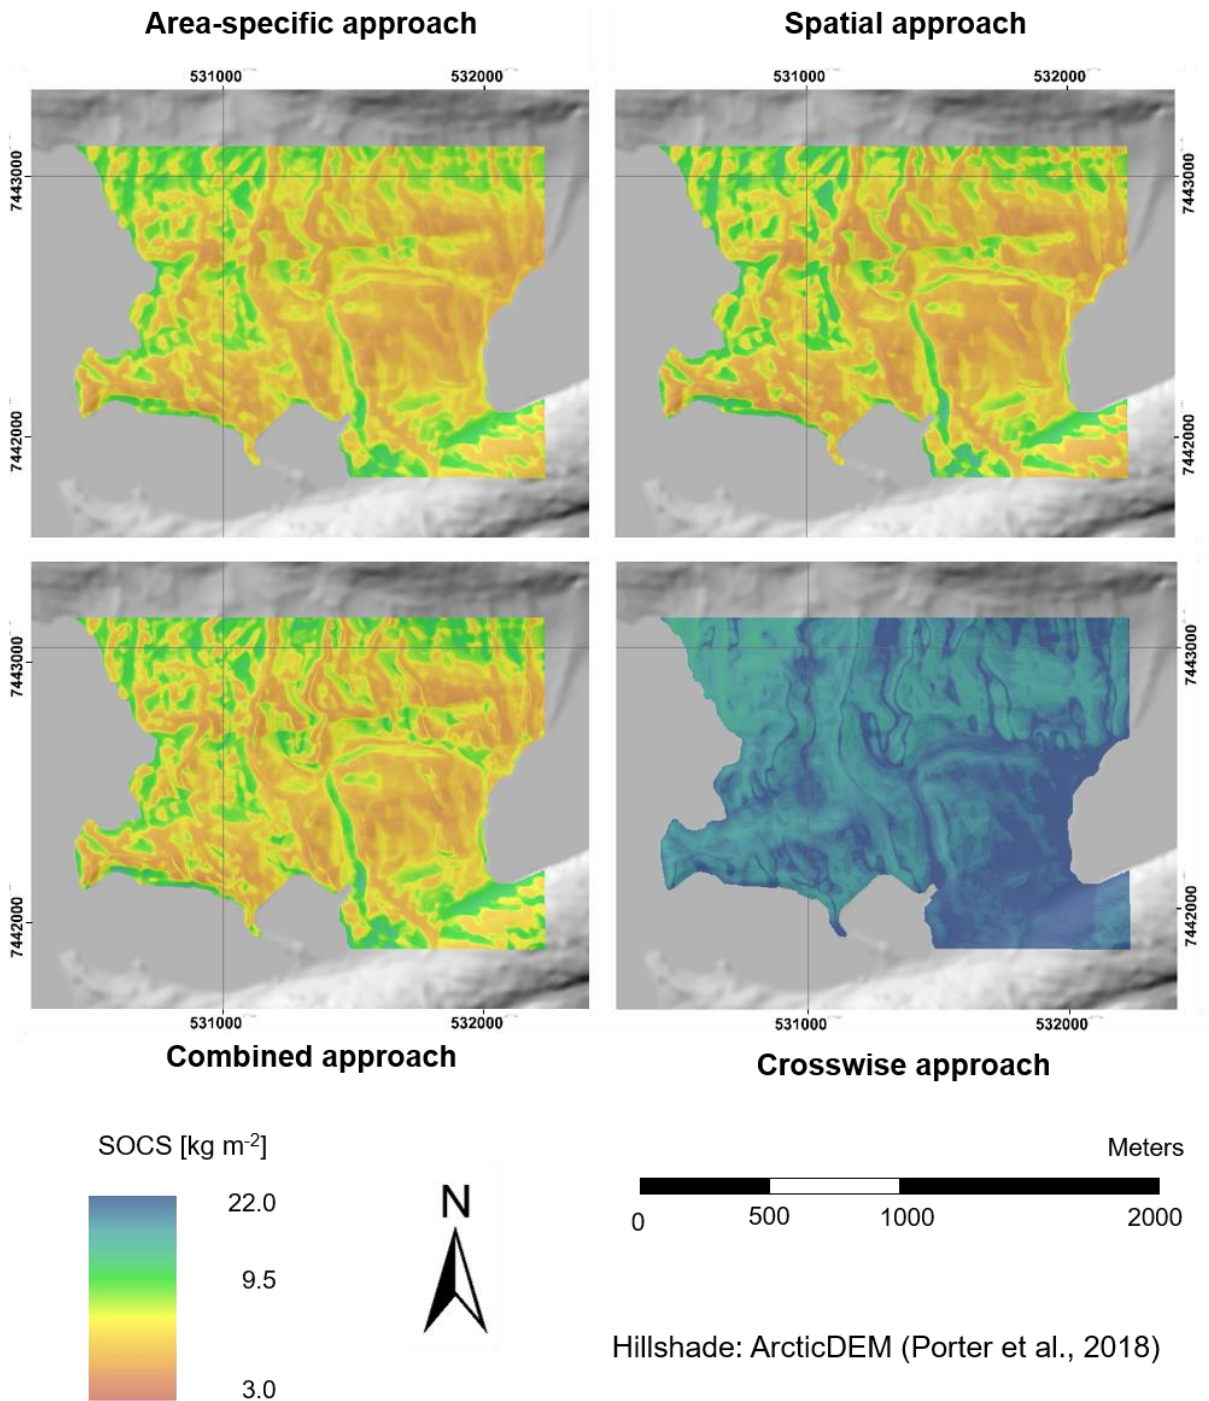 Area-specific approach
Spatial approach
531000
532000
531000
532000
7443000
7442000
7443000
7442000
7443000
7442000
7443000
7442000
531000
532000
531000
532000
Combined approach
Crosswise approach
SOCS [kg m-2]
22.0
9.5
3.0
N
Meters
0
500
1000
2000
Hillshade: ArcticDEM (Porter et al., 2018)